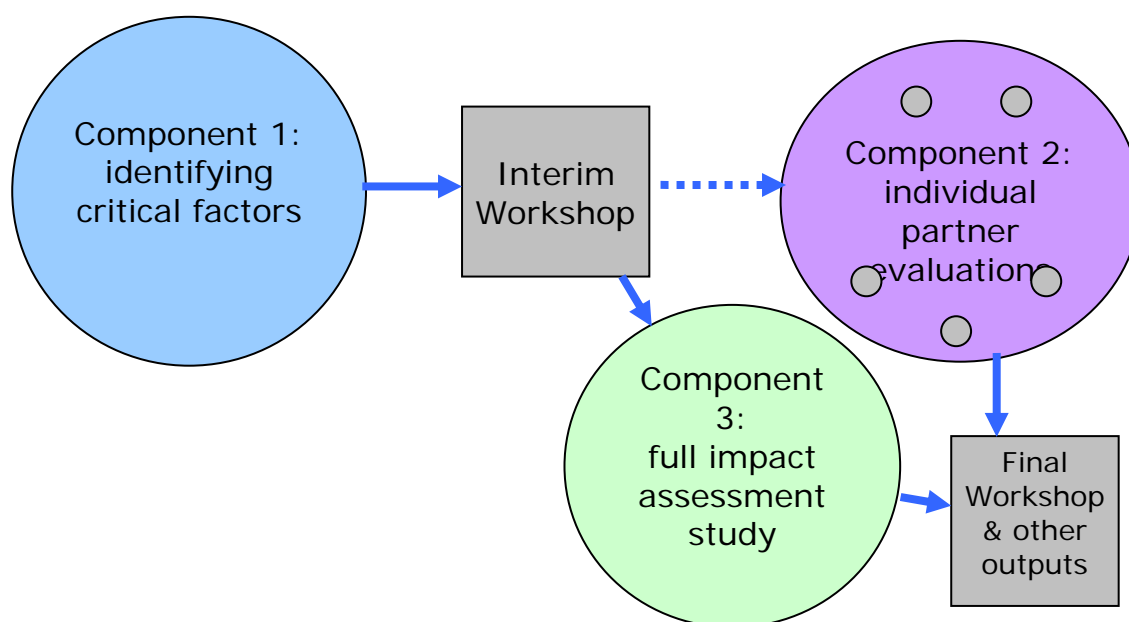 Component 1:
identifying
critical factors
Interim
Workshop
Component 2:
individual
partner
evaluations
Component
3:
full impact
assessment
study
Final
Workshop
& other
outputs